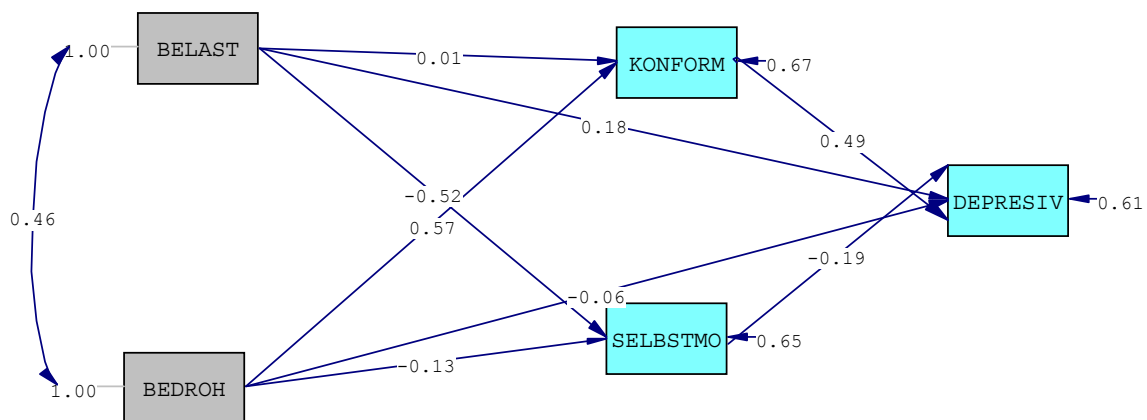 1.00
BELAST
0.01
KONFORM
0.67
0.18
0.49
-0.52
0.46
0.57
DEPRESIV
0.61
-0.19
-0.06
SELBSTMO
0.65
-0.13
1.00
BEDROH